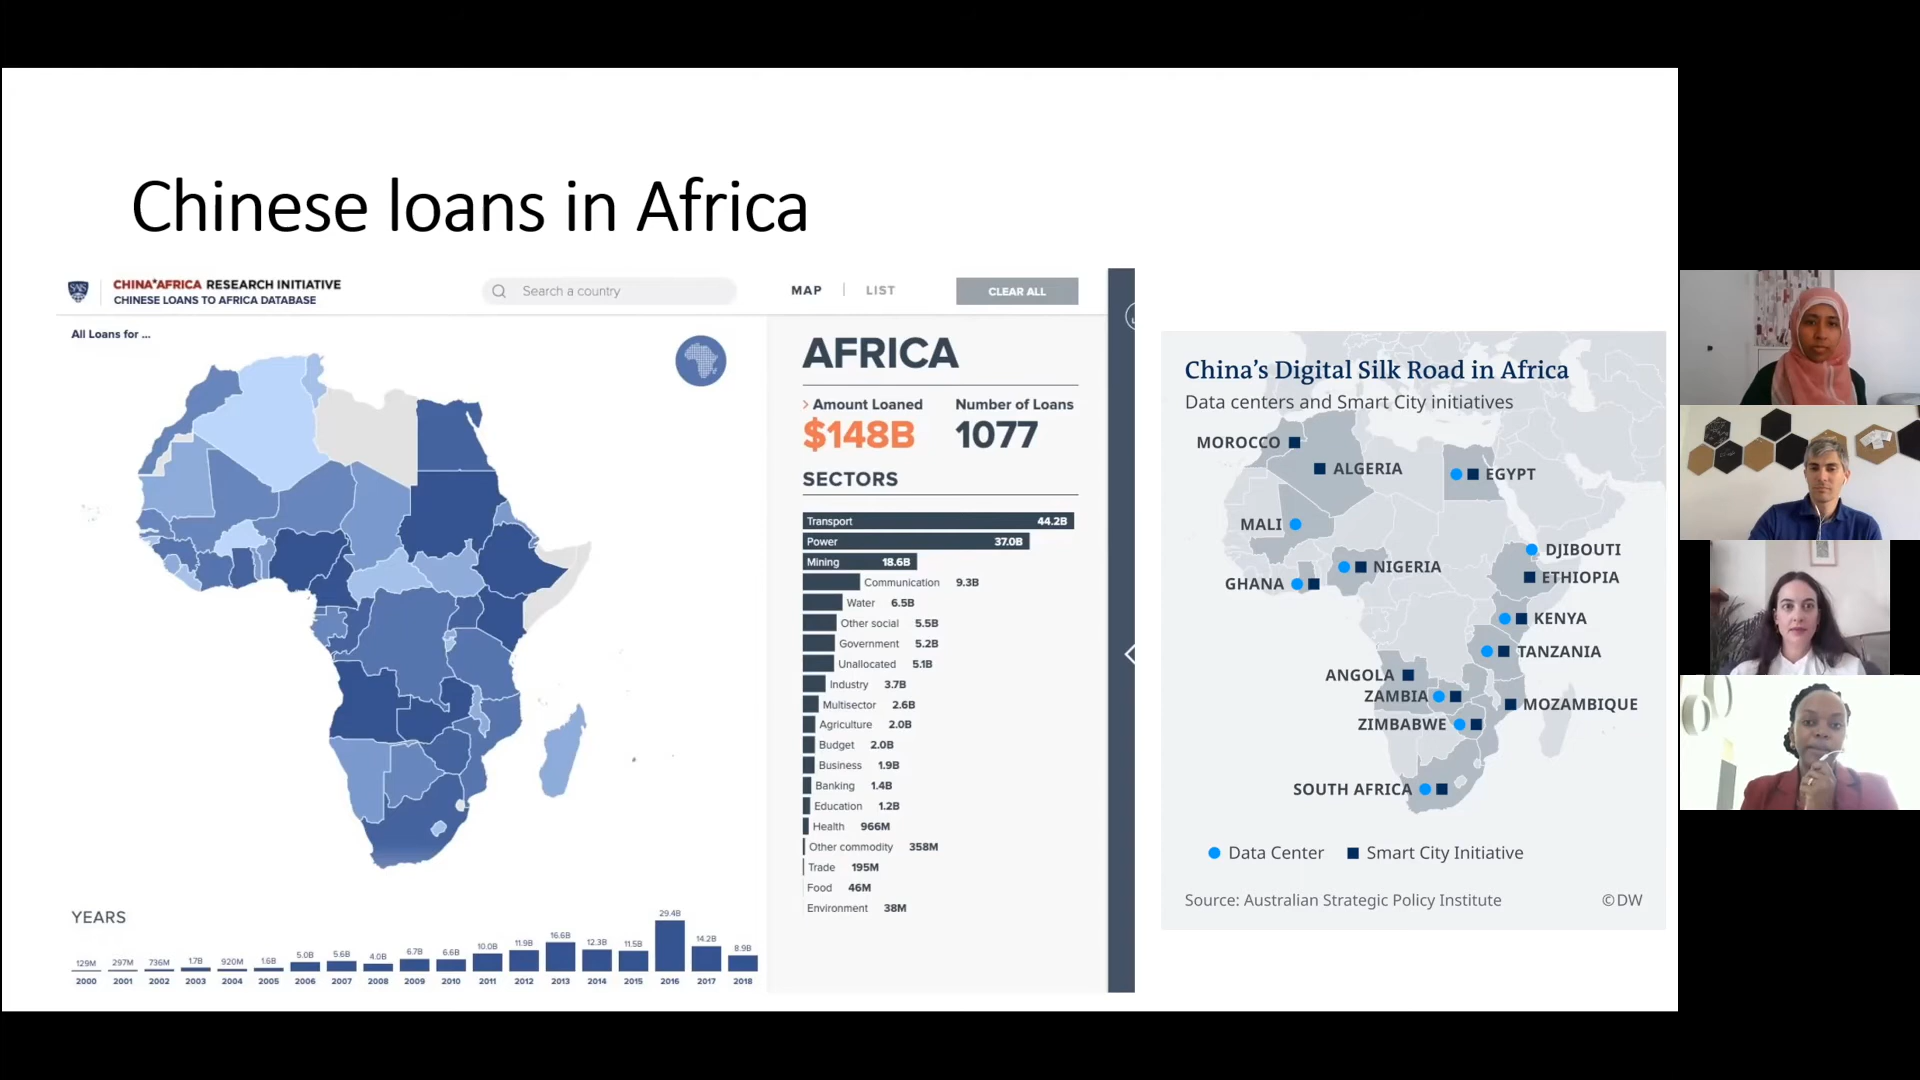 Chinese loans in Africa
SAIS
CHINA*AFRICA RESEARCH INITIATIVE
CHINESE LOANS TO AFRICA DATABASE
Search a country
MAP | LIST
CLEAR ALL
All Loans for ...
AFRICA
> Amount Loaned
$148B
Number of Loans
1077
SECTORS
Transport 44.2B
Power 37.0B
Mining 18.6B
Communication 9.3B
Water 6.5B
Other social 5.5B
Government 5.2B
Unallocated 5.1B
Industry 3.7B
Multisector 2.6B
Agriculture 2.0B
Budget 2.0B
Business 1.9B
Banking 1.4B
Education 1.2B
Health 966M
Other commodity 358M
Trade 195M
Food 46M
Environment 38M
YEARS
129M 297M 736M 1.7B 920M 1.6B 5.0B 5.6B 4.0B 6.7B 6.6B 10.0B 11.9B 16.6B 12.3B 11.5B 29.4B 14.2B 8.9B
2000 2001 2002 2003 2004 2005 2006 2007 2008 2009 2010 2011 2012 2013 2014 2015 2016 2017 2018
China's Digital Silk Road in Africa
Data centers and Smart City initiatives
MOROCCO
ALGERIA
EGYPT
MALI
DJIBOUTI
NIGERIA
ETHIOPIA
GHANA
KENYA
TANZANIA
ANGOLA
ZAMBIA
MOZAMBIQUE
ZIMBABWE
SOUTH AFRICA
Data Center
Smart City Initiative
Source: Australian Strategic Policy Institute
©DW